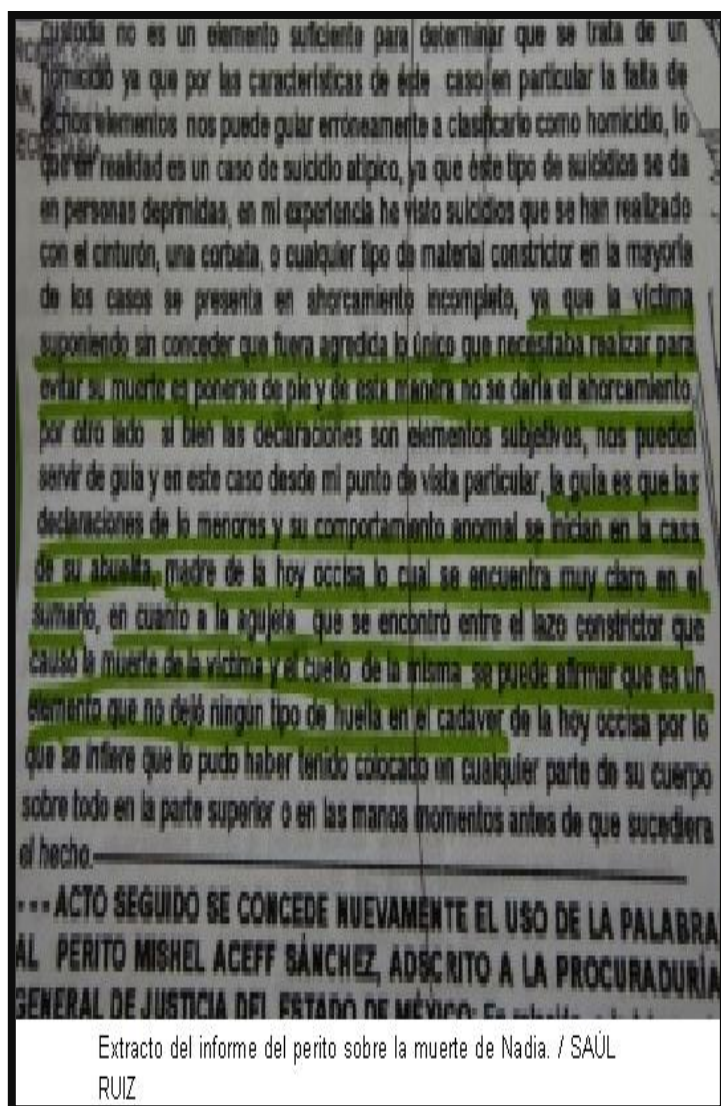 custodia no es un elemento suficiente para determinar que se trata de un
homicidio ya que por las características de éste caso en particular la falta de
dichos elementos nos puede guiar erróneamente a clasificarlo como homicidio, lo
que en realidad es un caso de suicidio atípico, ya que éste tipo de suicidios se da
en personas deprimidas, en mi experiencia he visto suicidios que se han realizado
con el cinturón, una corbata, o cualquier tipo de material constrictor en la mayoría
de los casos se presenta en ahorcamiento incompleto, ya que la víctima
suponiendo sin conceder que fuera agredida lo único que necesitaba realizar para
evitar su muerte es ponerse de pie y de esta manera no se daría el ahorcamiento,
por otro lado si bien las declaraciones son elementos subjetivos, nos pueden
servir de guía y en este caso desde mi punto de vista particular, la guía es que las
declaraciones de lo menores y su comportamiento anormal se inician en la casa
de su abuelita, madre de la hoy occisa lo cual se encuentra muy claro en el
sumario, en cuanto a la agujeta que se encontró entre el lazo constrictor que
causó la muerte de la víctima y el cuello de la misma se puede afirmar que es un
elemento que no dejó ningún tipo de huella en el cadaver de la hoy occisa por lo
que se infiere que lo pudo haber tenido colocado en cualquier parte de su cuerpo
sobre todo en la parte superior o en las manos momentos antes de que sucediera
el hecho.
---ACTO SEGUIDO SE CONCEDE NUEVAMENTE EL USO DE LA PALABRA
AL PERITO MISHEL ACEFF SÁNCHEZ, ADSCRITO A LA PROCURADURÍA
GENERAL DE JUSTICIA DEL ESTADO DE MÉXICO:
Extracto del informe del perito sobre la muerte de Nadia. / SAÚL
RUIZ